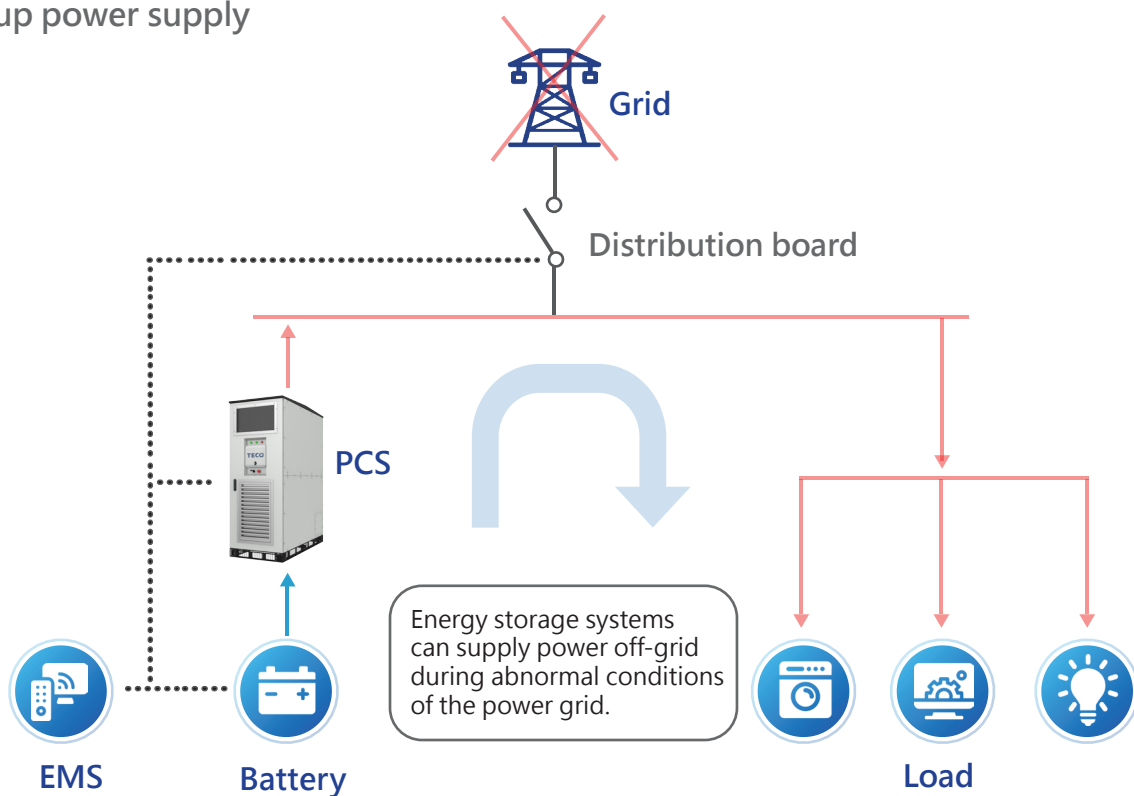 up power supply
Grid
Distribution board
TECO
PCS
Energy storage systems
can supply power off-grid
during abnormal conditions
of the power grid.
EMS
Battery
Load